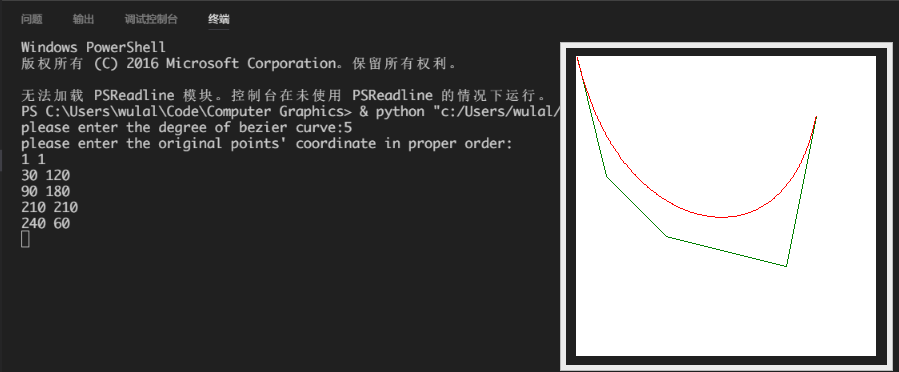 问题 输出 调试控制台 终端
Windows PowerShell
版权所有 (C) 2016 Microsoft Corporation。保留所有权利。
无法加载 PSReadline 模块。控制台在未使用 PSReadline 的情况下运行。
PS C:\Users\wulal\Code\Computer Graphics> & python "c:/Users/wulal/
please enter the degree of bezier curve:5
please enter the original points' coordinate in proper order:
1 1
30 120
90 180
210 210
240 60